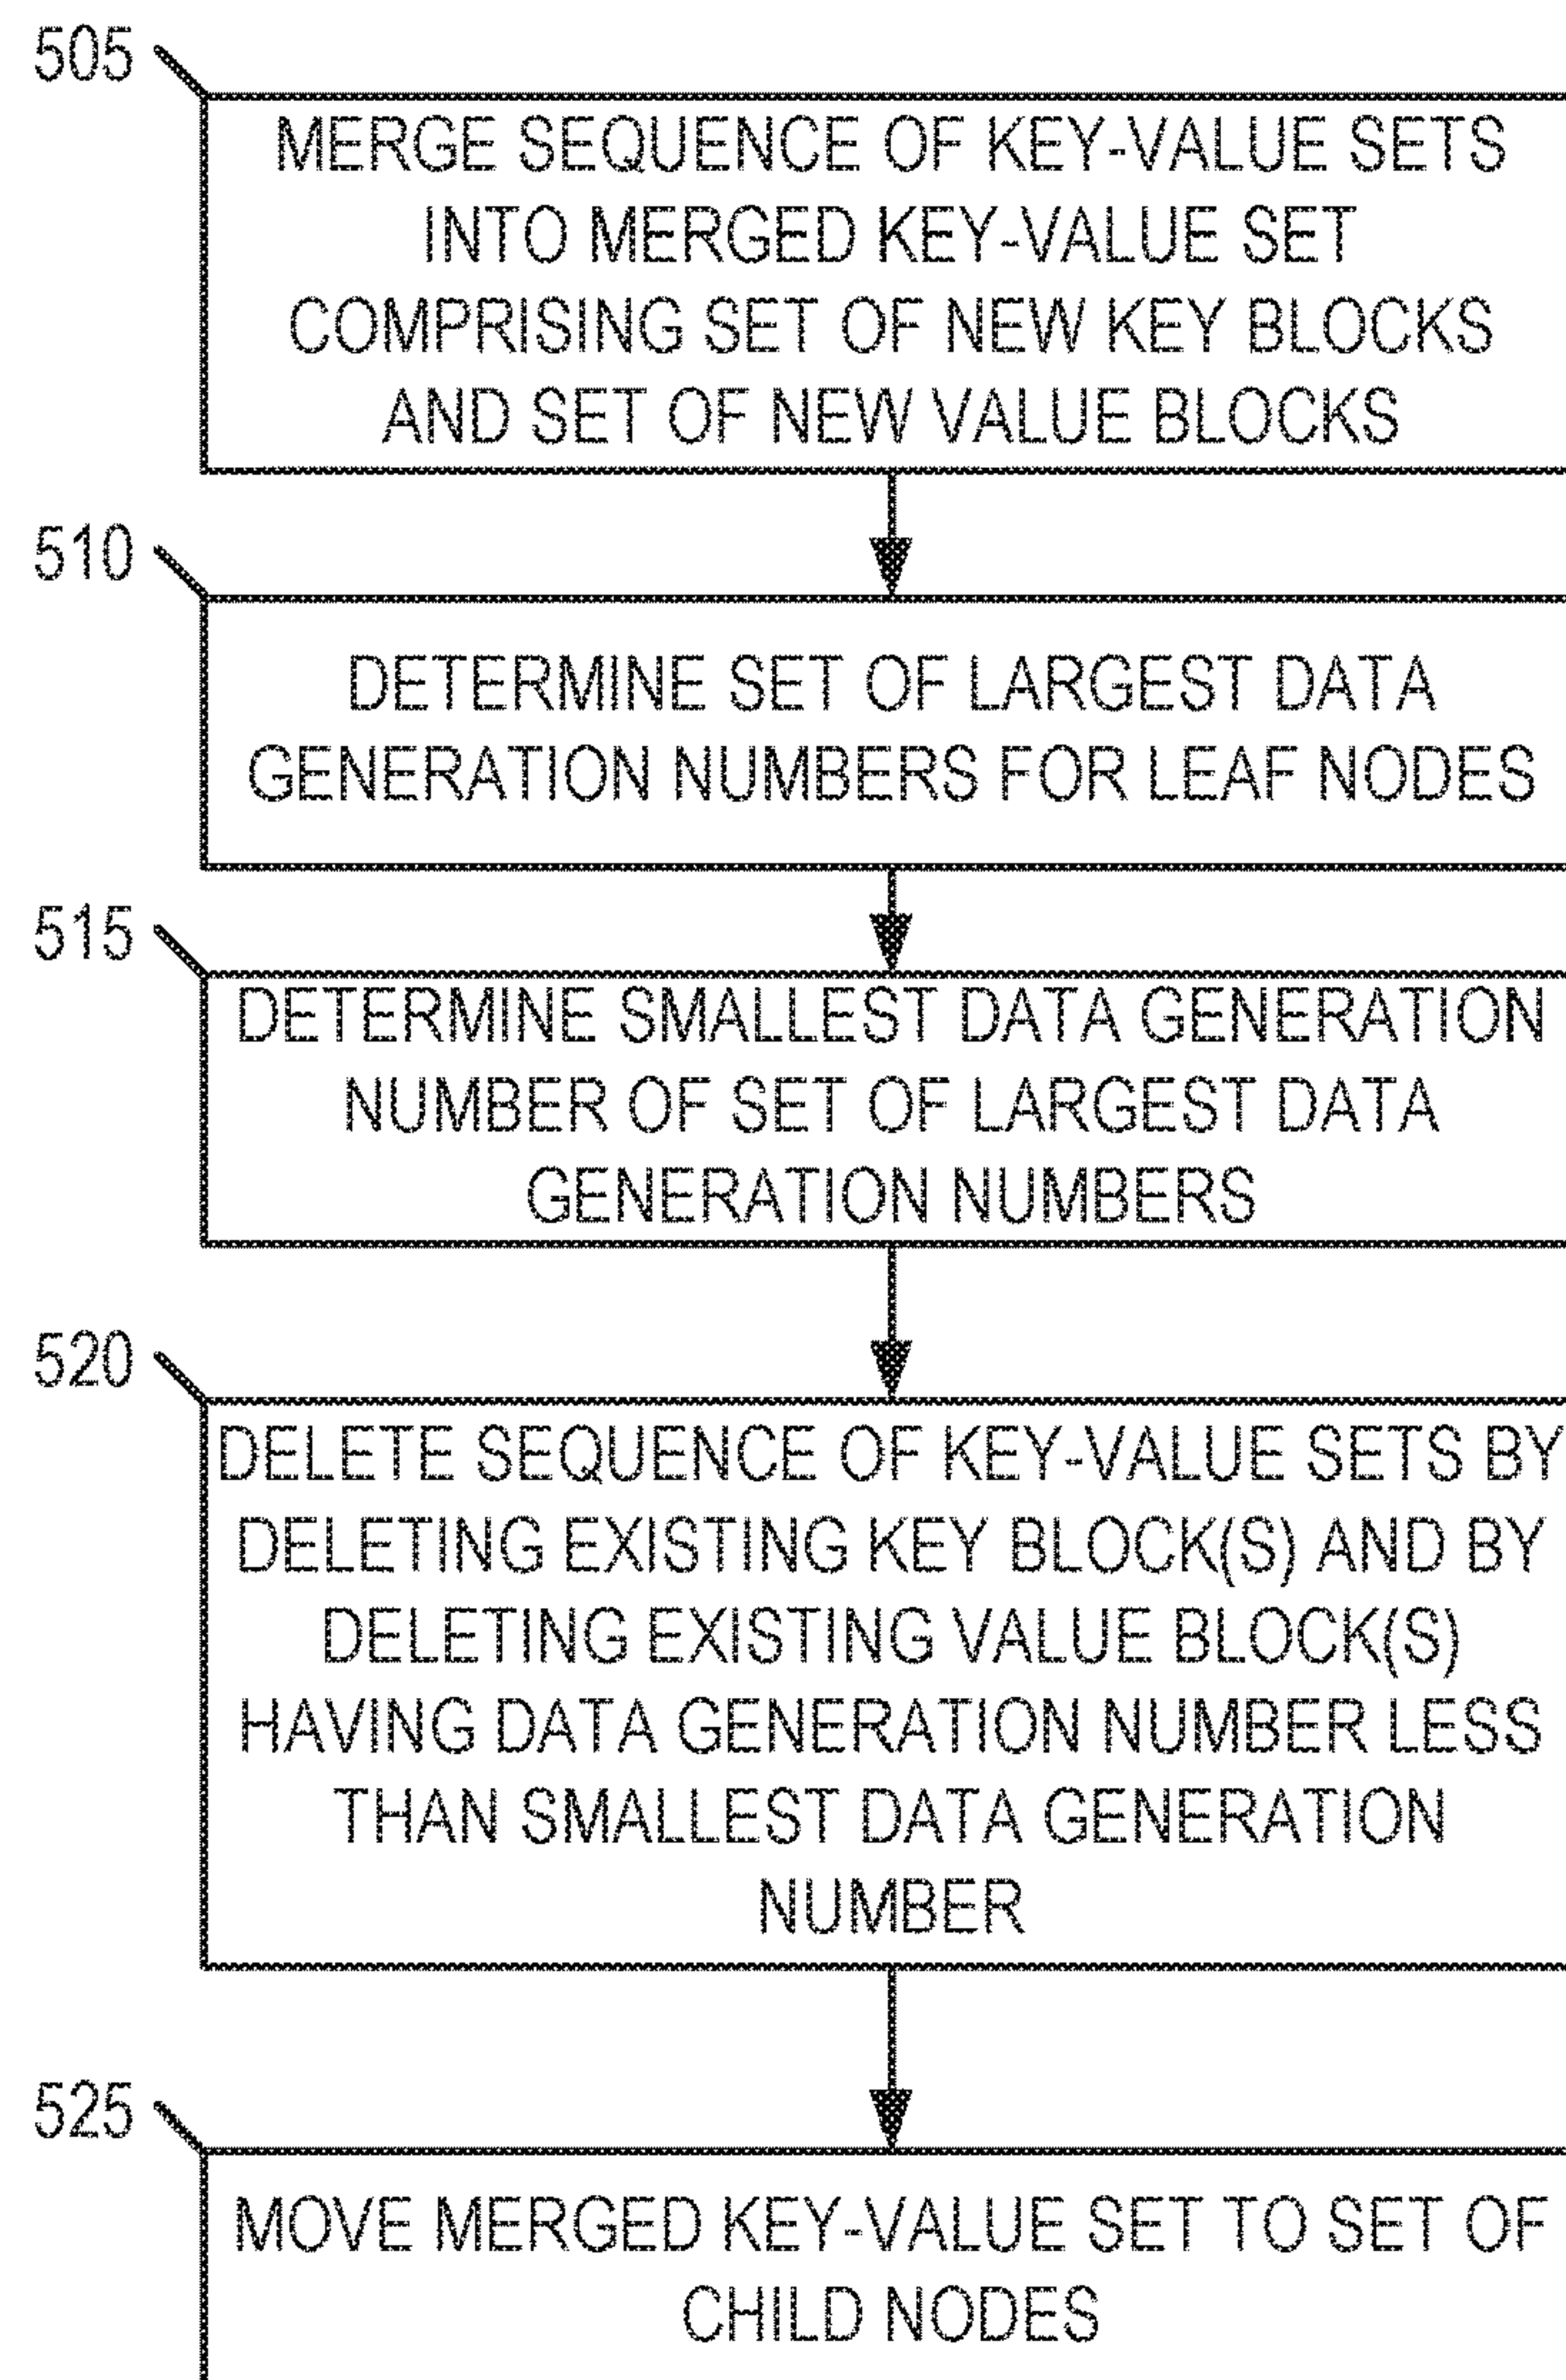 505
MERGE SEQUENCE OF KEY-VALUE SETS
INTO MERGED KEY-VALUE SET
COMPRISING SET OF NEW KEY BLOCKS
AND SET OF NEW VALUE BLOCKS
510
DETERMINE SET OF LARGEST DATA
GENERATION NUMBERS FOR LEAF NODES
515
DETERMINE SMALLEST DATA GENERATION
NUMBER OF SET OF LARGEST DATA
GENERATION NUMBERS
520
DELETE SEQUENCE OF KEY-VALUE SETS BY
DELETING EXISTING KEY BLOCK(S) AND BY
DELETING EXISTING VALUE BLOCK(S)
HAVING DATA GENERATION NUMBER LESS
THAN SMALLEST DATA GENERATION
NUMBER
525
MOVE MERGED KEY-VALUE SET TO SET OF
CHILD NODES